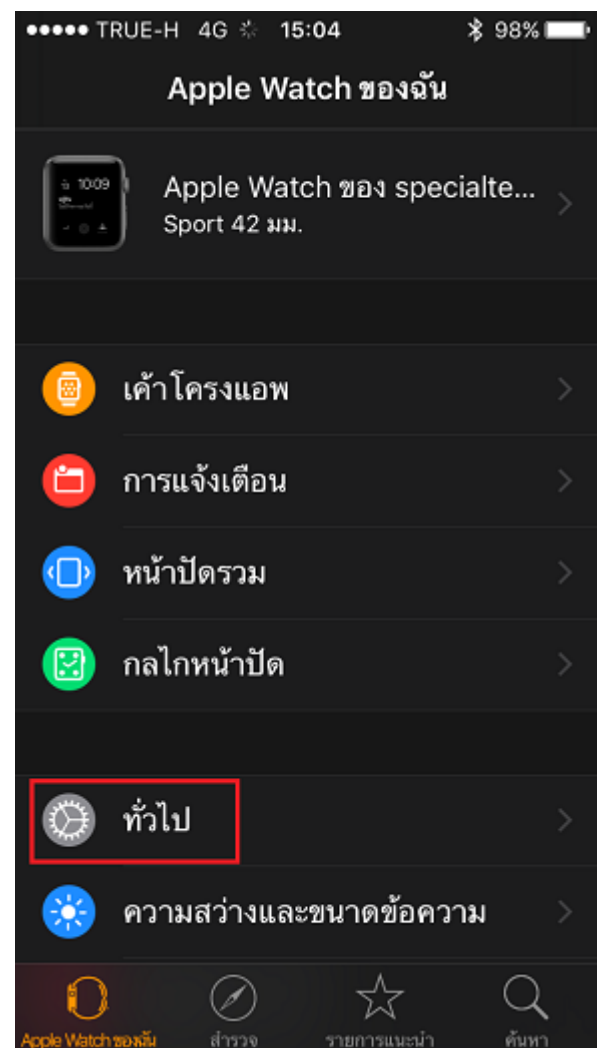 TRUE-H 4G 15:04 98%
Apple Watch ของฉัน
10:09
Apple Watch ของ specialte...
Sport 42 มม.
เค้าโครงแอพ
การแจ้งเตือน
หน้าปัดรวม
กลไกหน้าปัด
ทั่วไป
ความสว่างและขนาดข้อความ
Apple Watch ของฉัน สำรวจ รายการแนะนำ ค้นหา